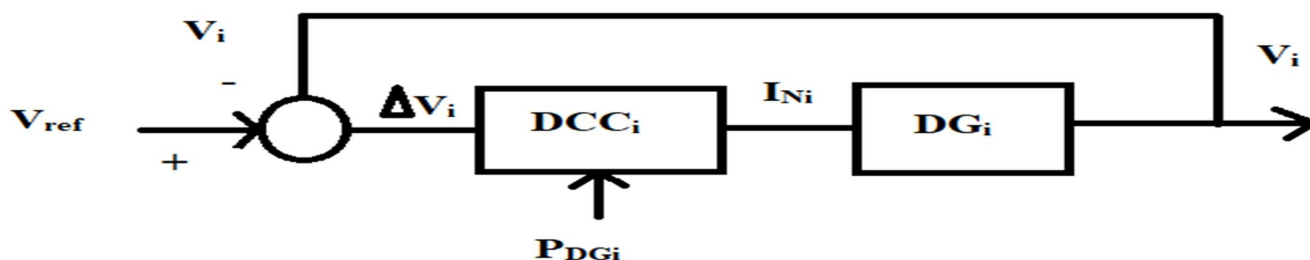 Vi
Vi
-
Vref
ΔVi
DCCi
INi
DGi
+
PDGi